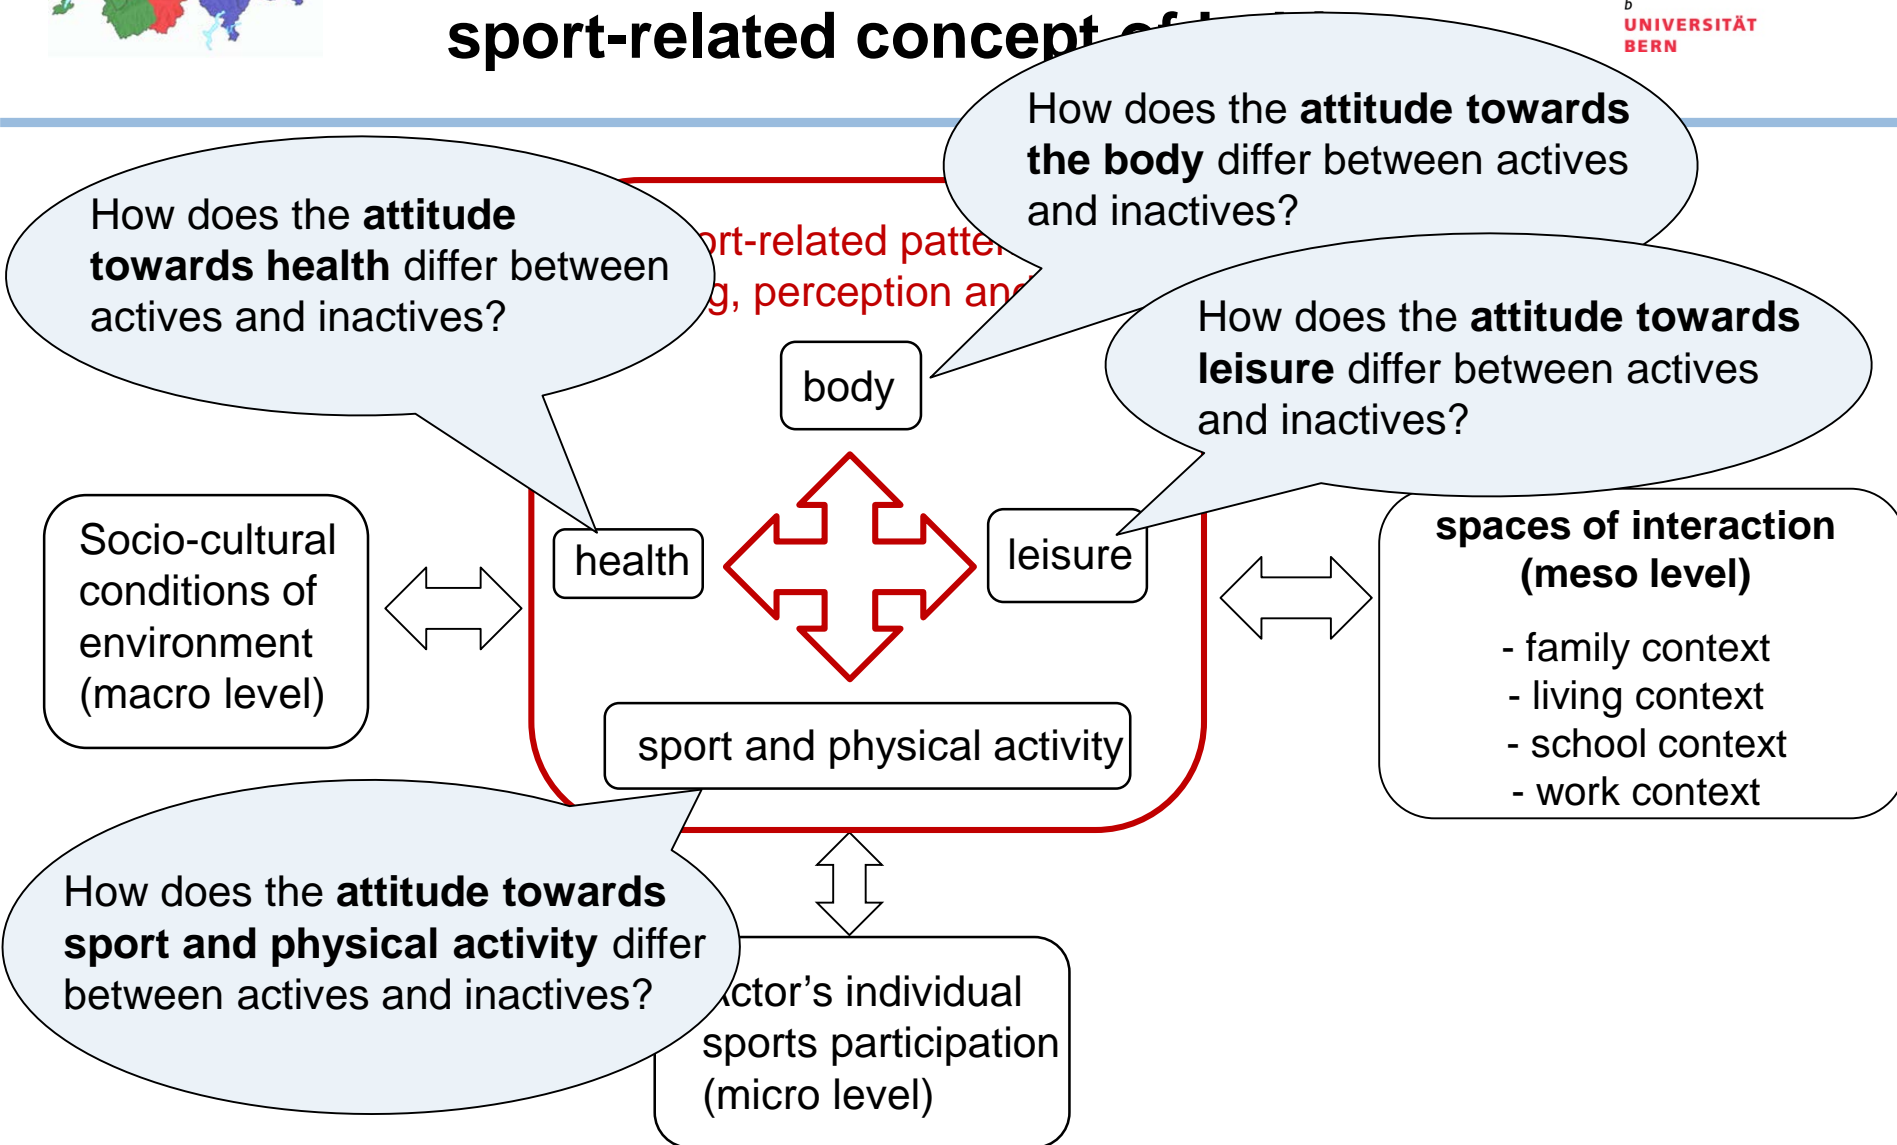 sport-related concept of
b
UNIVERSITÄT
BERN
How does the attitude towards
the body differ between actives
and inactives?
How does the attitude
towards health differ between
actives and inactives?
perception
How does the attitude towards
leisure differ between actives
and inactives?
body
health
leisure
sport and physical activity
Socio-cultural
conditions of
environment
(macro level)
spaces of interaction
(meso level)
- family context
- living context
- school context
- work context
How does the attitude towards
sport and physical activity differ
between actives and inactives?
Actor's individual
sports participation
(micro level)